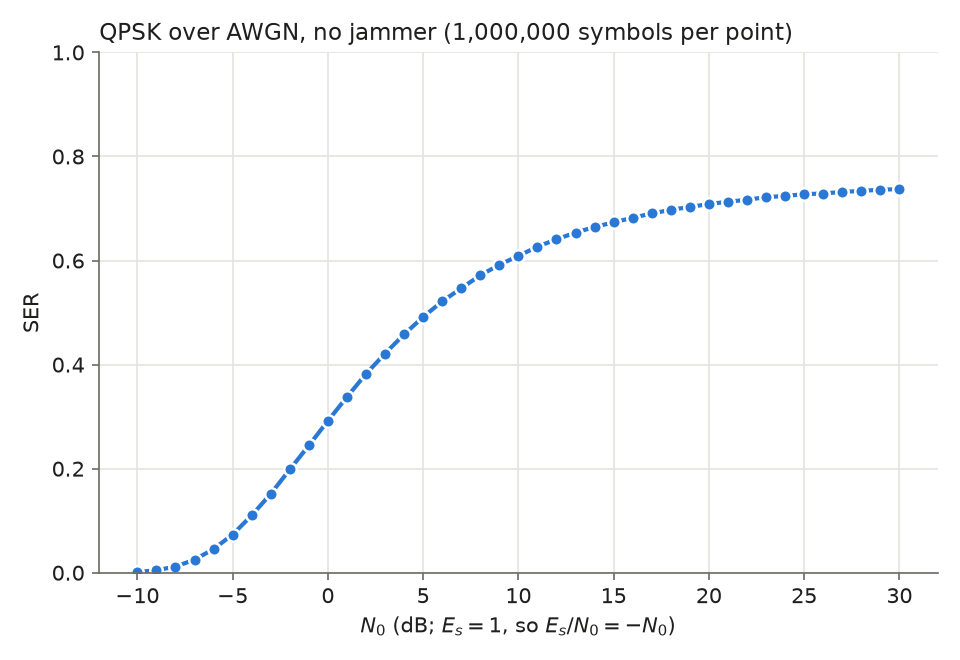 QPSK over AWGN, no jammer (1,000,000 symbols per point)
1.0
0.8
0.6
0.4
0.2
0.0
SER
−10 −5 0 5 10 15 20 25 30
N₀ (dB; Eₛ = 1, so Eₛ/N₀ = −N₀)